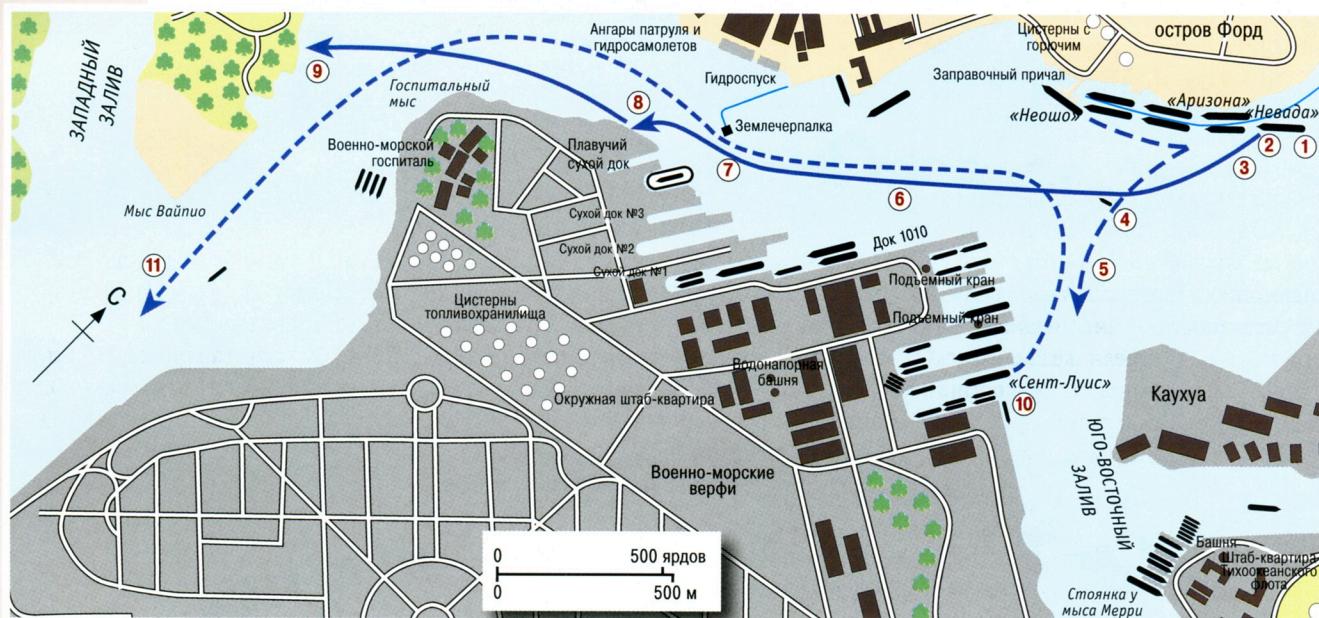 ЗАПАДНЫЙ
ЗАЛИВ
9
Ангары патруля и
гидросамолетов
Цистерны с
горючим
остров Форд
Госпитальный
мыс
Гидроспуск
Заправочный причал
«Неошо»
«Аризона»
«Невада»
8
Землечерпалка
1
2
3
Военно-морской
госпиталь
Плавучий
сухой док
7
6
4
Мыс Вайпио
Сухой док №3
Сухой док №2
Сухой док №1
Док 1010
5
11
С
Подъемный кран
Подъемный кран
Цистерны
топливохранилища
Водонапорная
башня
Окружная штаб-квартира
«Сент-Луис»
10
Каухуа
Военно-морские
верфи
ЮГО-ВОСТОЧНЫЙ
ЗАЛИВ
Башня
Штаб-квартира
Тихоокеанского
флота
Стоянка у
мыса Мерри
0 500 ярдов
0 500 м